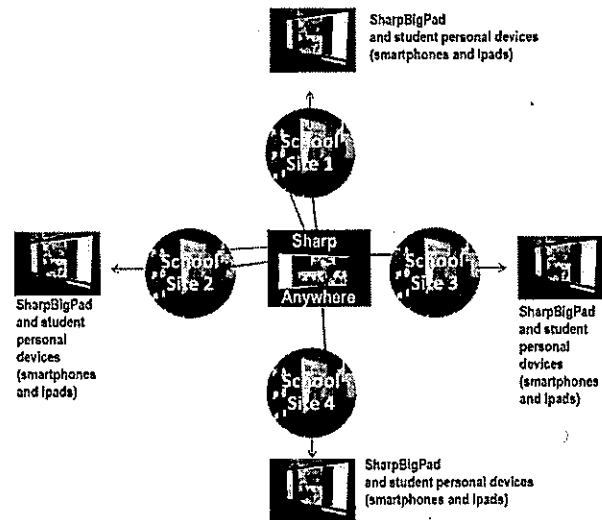 SharpBigPad
and student personal devices
(smartphones and Ipads)
School
Site 1
Sharp
Anywhere
School
Site 2
SharpBigPad
and student
personal
devices
(smartphones
and Ipads)
School
Site 3
SharpBigPad
and student
personal
devices
(smartphones
and Ipads)
School
Site 4
SharpBigPad
and student personal devices
(smartphones and Ipads)